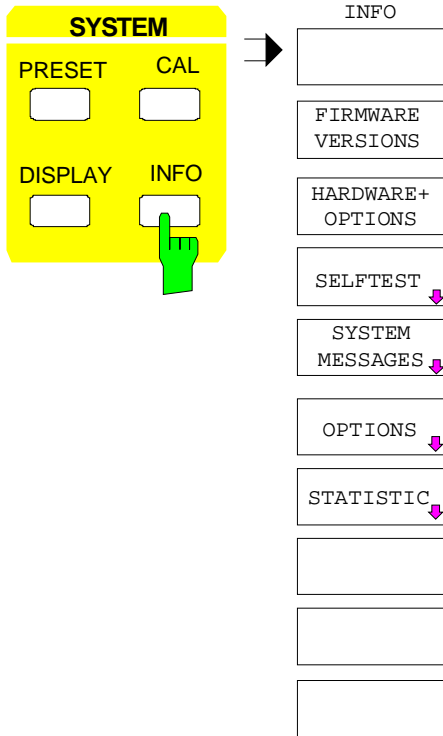 SYSTEM
PRESET
CAL
DISPLAY
INFO
INFO
FIRMWARE
VERSIONS
HARDWARE+
OPTIONS
SELFTEST
SYSTEM
MESSAGES
OPTIONS
STATISTIC